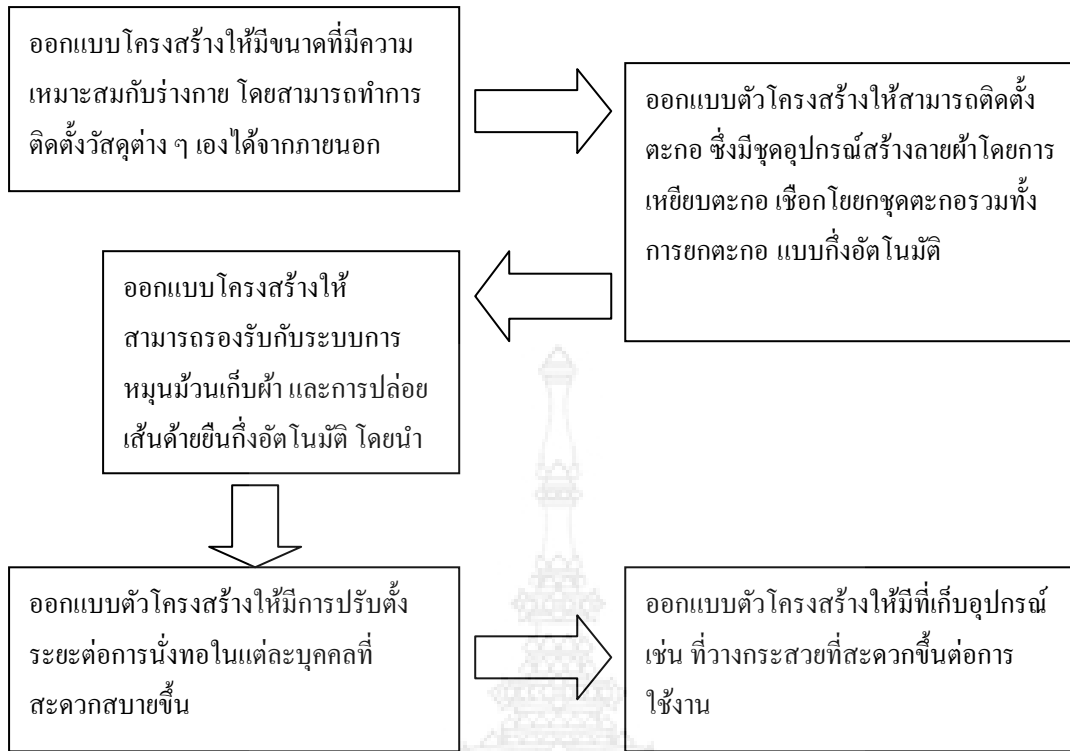 ออกแบบโครงสร้างให้มีขนาดที่มีความ
เหมาะสมกับร่างกาย โดยสามารถทำการ
ติดตั้งวัสดุต่าง ๆ เองได้จากภายนอก
ออกแบบตัวโครงสร้างให้สามารถติดตั้ง
ตะกอ ซึ่งมีชุดอุปกรณ์สร้างลายผ้าโดยการ
เหยียบตะกอ เชือกโยยกชุดตะกอรวมทั้ง
การยกตะกอ แบบกึ่งอัตโนมัติ
ออกแบบโครงสร้างให้
สามารถรองรับกับระบบการ
หมุนม้วนเก็บผ้า และการปล่อย
เส้นด้ายยืนกึ่งอัตโนมัติ โดยนำ
ออกแบบตัวโครงสร้างให้มีการปรับตั้ง
ระยะต่อการนั่งทอในแต่ละบุคคลที่
สะดวกสบายขึ้น
ออกแบบตัวโครงสร้างให้มีที่เก็บอุปกรณ์
เช่น ที่วางกระสวยที่สะดวกขึ้นต่อการ
ใช้งาน